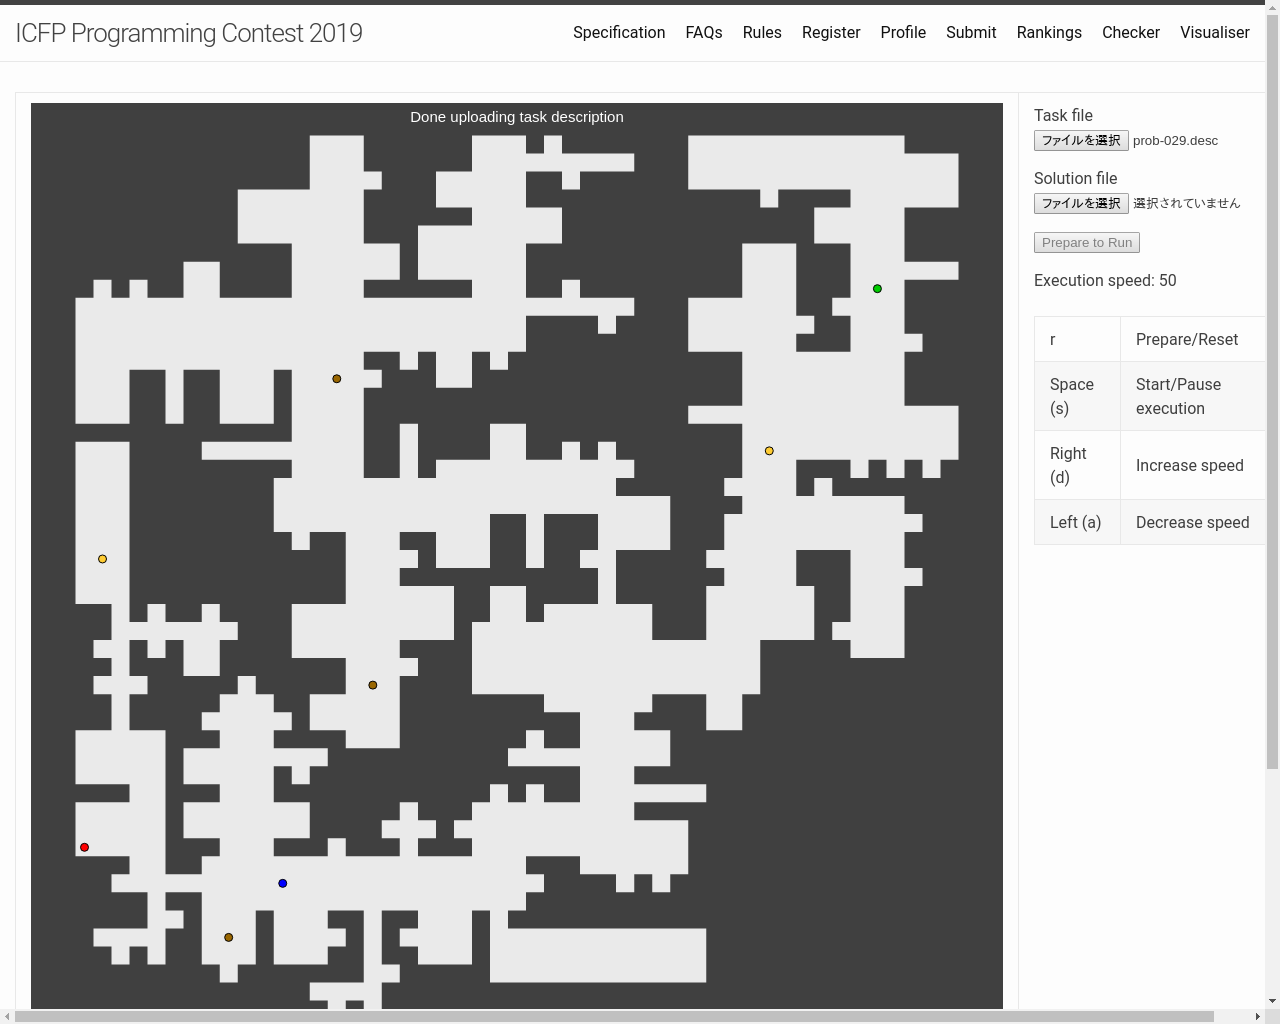 ICFP Programming Contest 2019
Specification FAQs Rules Register Profile Submit Rankings Checker Visualiser
Done uploading task description
Task file
ファイルを選択 prob-029.desc
Solution file
ファイルを選択 選択されていません
Prepare to Run
Execution speed: 50
r Prepare/Reset
Space (s) Start/Pause execution
Right (d) Increase speed
Left (a) Decrease speed